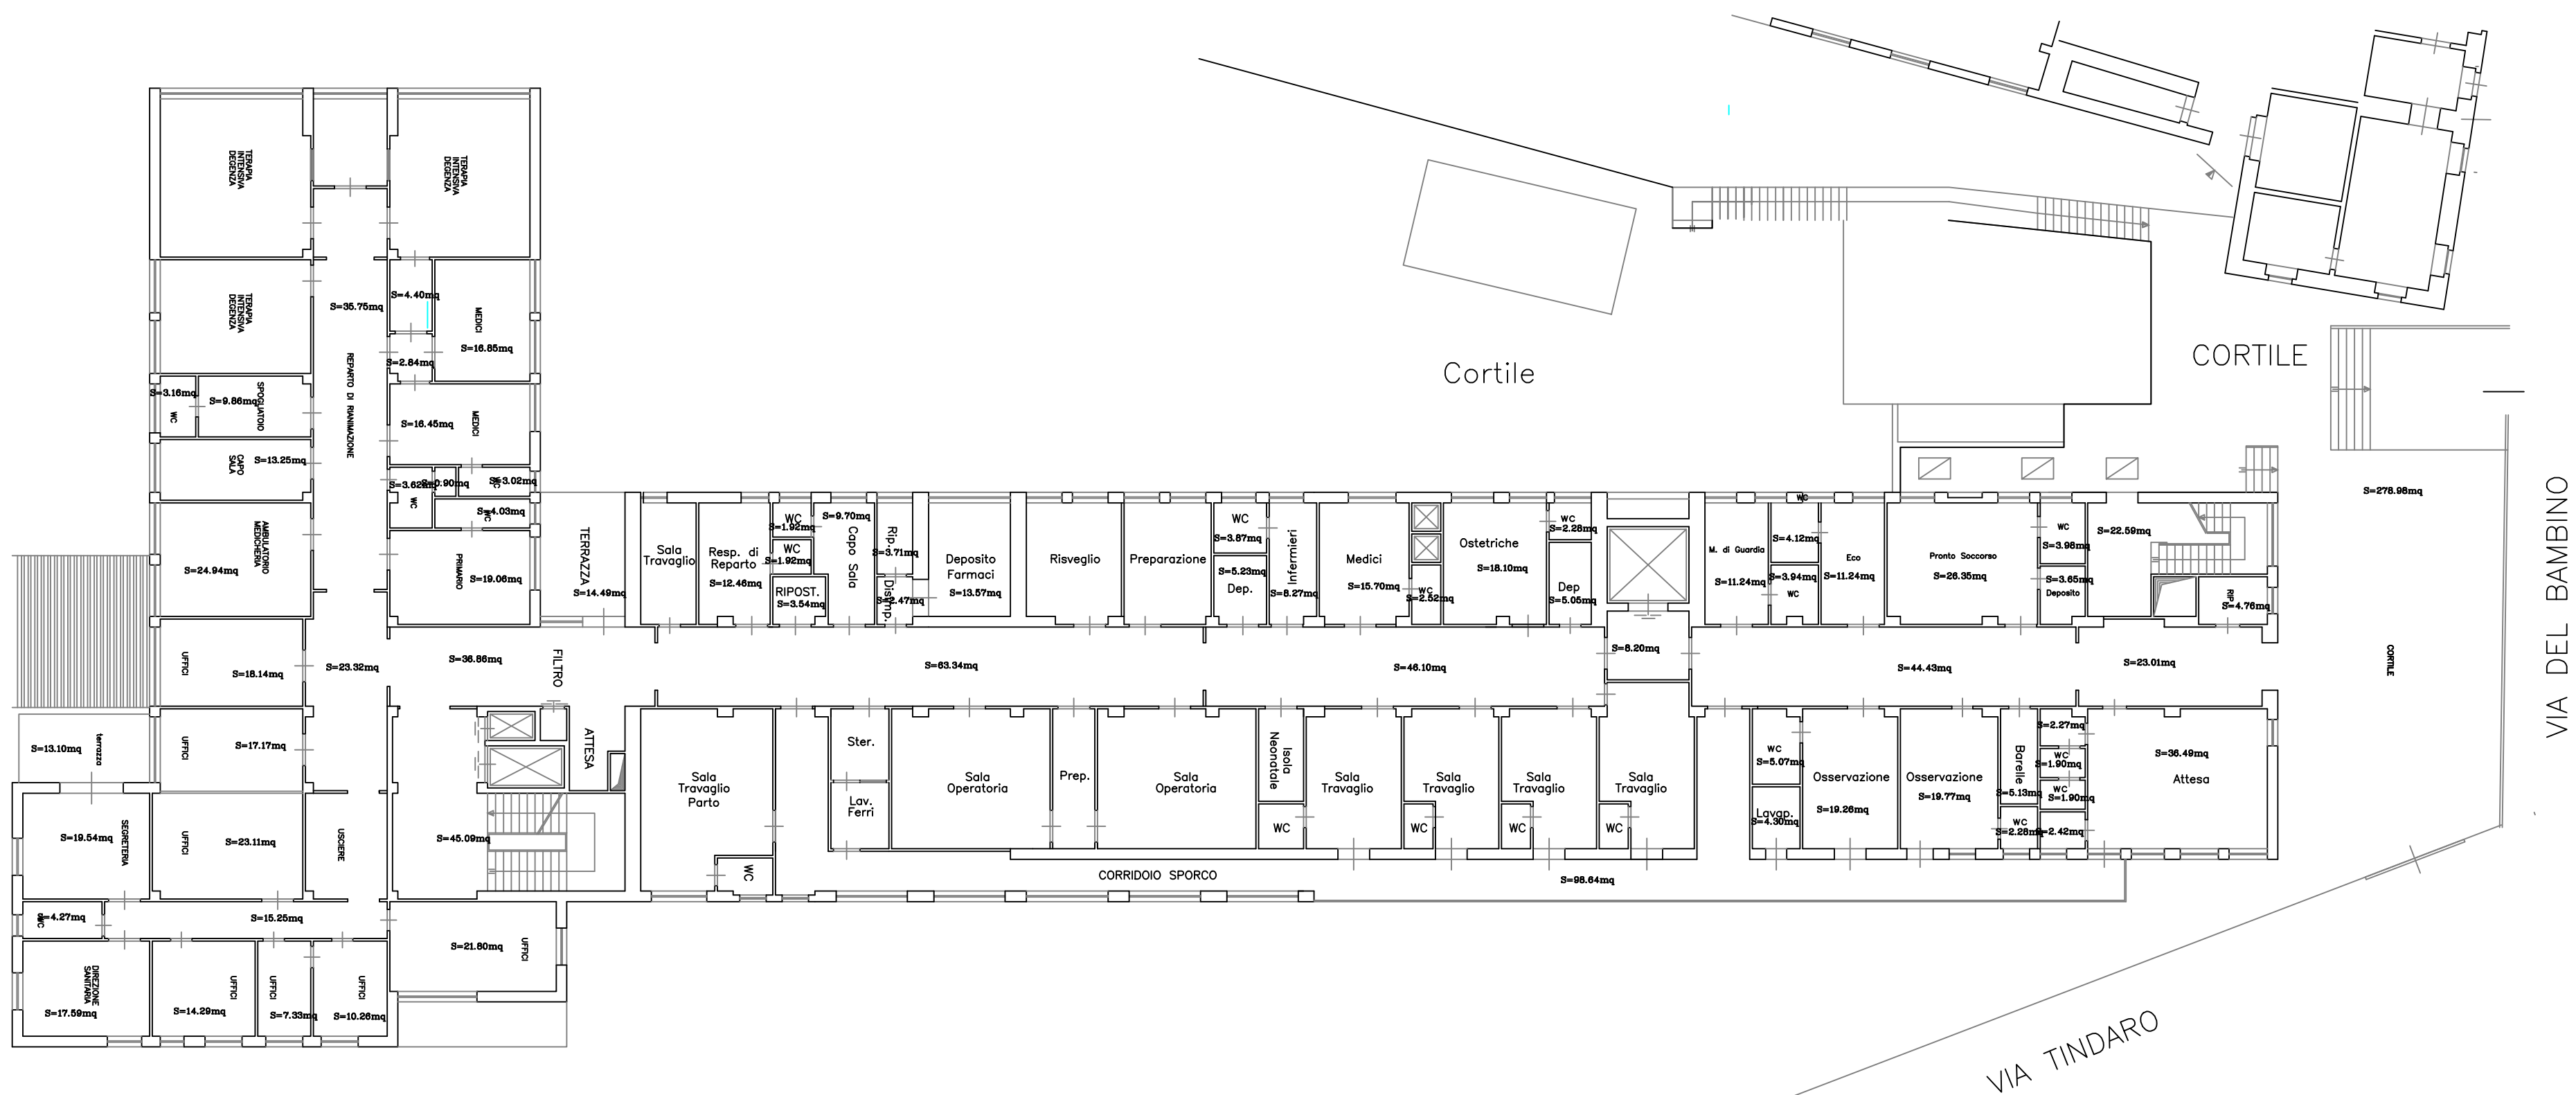 TERAPIA
INTENSIVA
DEGENZA
TERAPIA
INTENSIVA
DEGENZA
TERAPIA
INTENSIVA
DEGENZA
S=35.75mq
REPARTO DI RIANIMAZIONE
S=4.40mq
MEDICI
S=16.85mq
S=2.84mq
S=3.16mq
WC
S=9.86mq
SPOGLIATOIO
S=16.45mq
MEDICI
CAPO
SALA
S=13.25mq
S=3.62mq
WC
S=0.90mq
S=3.02mq
WC
S=4.03mq
WC
AMBULATORIO
MEDICHERIA
S=24.94mq
PRIMARIO
S=19.06mq
TERRAZZA
S=14.49mq
Sala
Travaglio
Resp. di
Reparto
S=12.46mq
WC
S=1.92mq
WC
S=1.92mq
RIPOST.
S=3.54mq
S=9.70mq
Capo Sala
Rip.
S=3.71mq
Disimp.
S=2.47mq
Deposito
Farmaci
S=13.57mq
Risveglio
Preparazione
WC
S=3.87mq
S=5.23mq
Dep.
Infermieri
S=8.27mq
Medici
S=15.70mq
WC
S=2.52mq
Ostetriche
S=18.10mq
WC
S=2.28mq
Dep
S=5.05mq
M. di Guardia
S=11.24mq
WC
S=4.12mq
S=3.94mq
WC
Eco
S=11.24mq
Pronto Soccorso
S=26.35mq
WC
S=3.98mq
S=3.65mq
Deposito
S=22.59mq
RIP
S=4.76mq
Cortile
CORTILE
S=278.98mq
CORTILE
VIA DEL BAMBINO
VIA TINDARO
UFFICI
S=18.14mq
S=23.32mq
S=36.86mq
FILTRO
S=63.34mq
S=46.10mq
S=8.20mq
S=44.43mq
S=23.01mq
S=13.10mq
terrazza
UFFICI
S=17.17mq
ATTESA
S=19.54mq
SEGRETERIA
UFFICI
S=23.11mq
USCIERE
S=45.09mq
Sala
Travaglio
Parto
WC
Ster.
Lav.
Ferri
Sala
Operatoria
Prep.
Sala
Operatoria
Isola
Neonatale
WC
Sala
Travaglio
Sala
Travaglio
WC
Sala
Travaglio
WC
Sala
Travaglio
WC
WC
S=5.07mq
Lavap.
S=4.30mq
Osservazione
S=19.26mq
Osservazione
S=19.77mq
Barelle
S=5.13mq
WC
S=2.28mq
S=2.27mq
WC
S=1.90mq
WC
S=1.90mq
S=2.42mq
S=36.49mq
Attesa
CORRIDOIO SPORCO
S=98.64mq
WC
S=4.27mq
S=15.25mq
S=21.80mq
UFFICI
DIREZIONE
SANITARIA
S=17.59mq
UFFICI
S=14.29mq
UFFICI
S=7.33mq
UFFICI
S=10.26mq